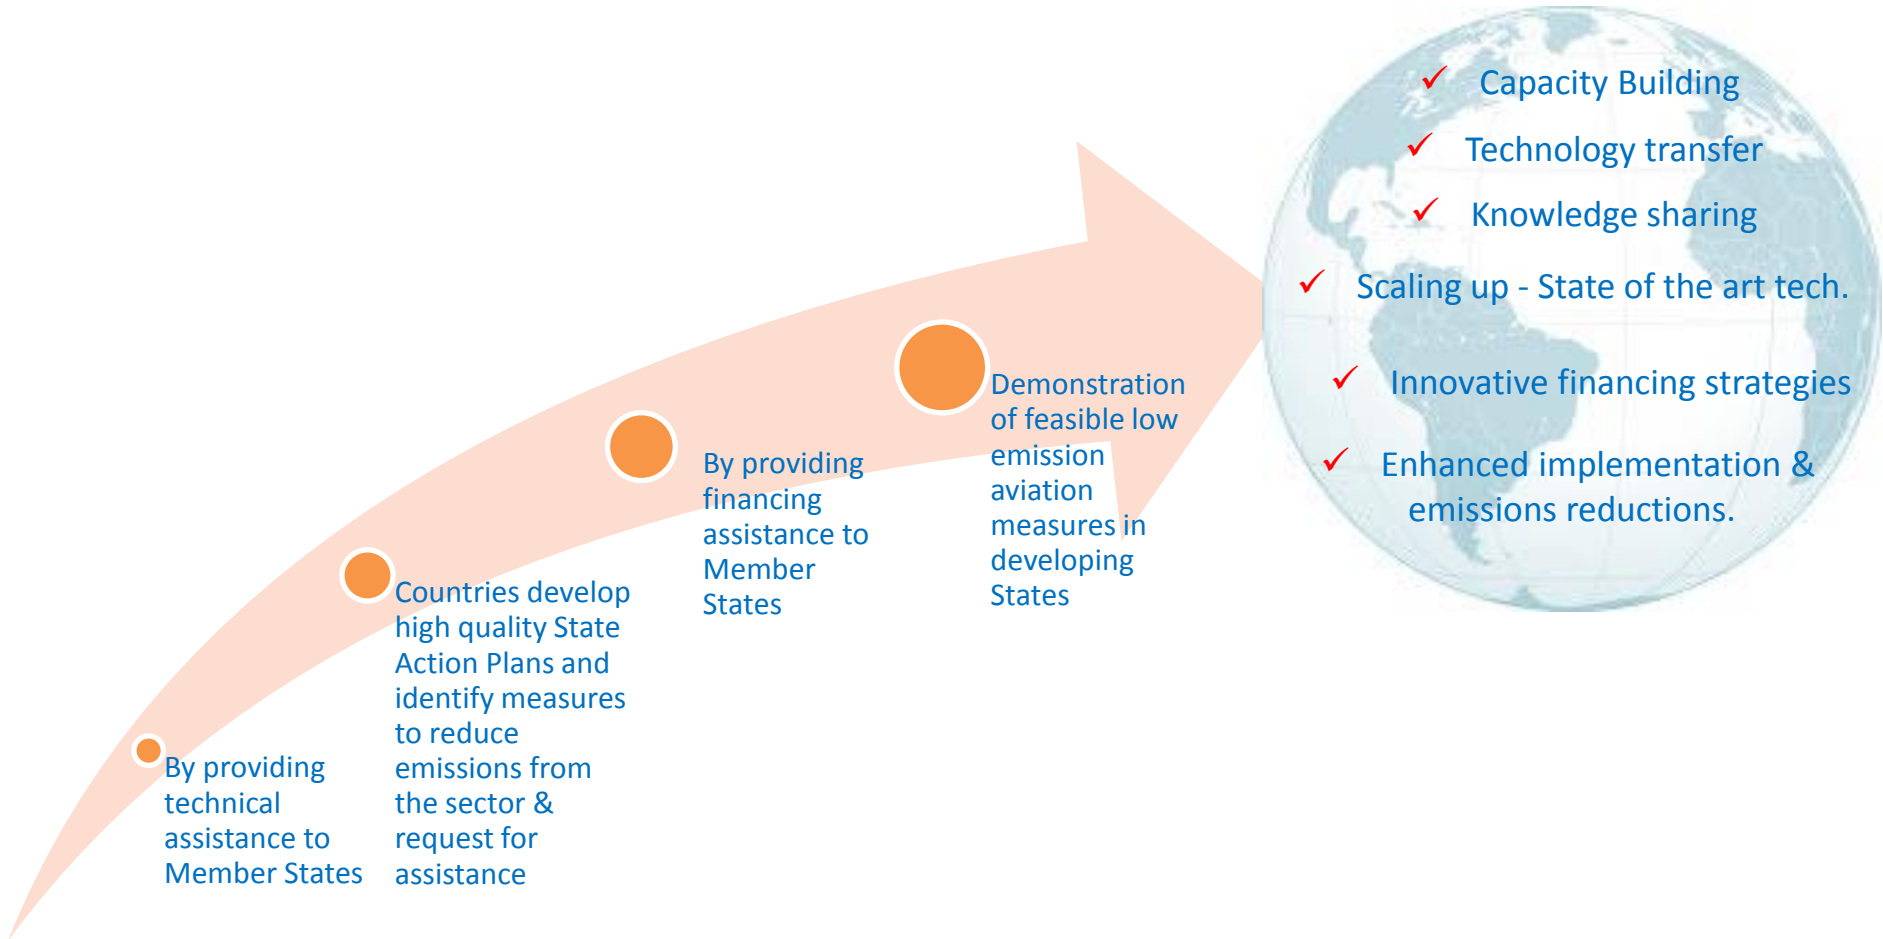 By providing
technical
assistance to
Member States
Countries develop
high quality State
Action Plans and
identify measures
to reduce
emissions from
the sector &
request for
assistance
By providing
financing
assistance to
Member
States
Demonstration
of feasible low
emission
aviation
measures in
developing
States
✓ Capacity Building
✓ Technology transfer
✓ Knowledge sharing
✓ Scaling up - State of the art tech.
✓ Innovative financing strategies
✓ Enhanced implementation &
emissions reductions.